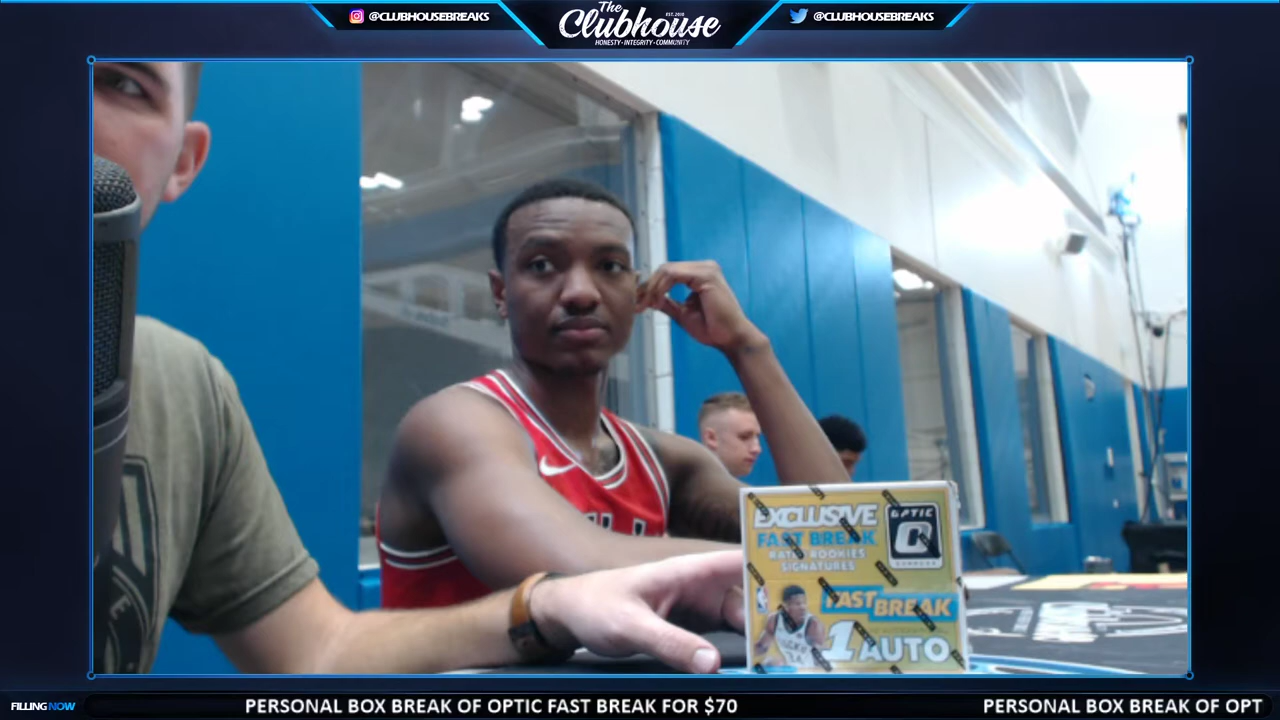 @CLUBHOUSEBREAKS
The
Clubhouse
EST. 2018
HONESTY • INTEGRITY • COMMUNITY
@CLUBHOUSEBREAKS
EXCLUSIVE
FAST BREAK
RATED ROOKIES
SIGNATURES
OPTIC
FAST BREAK
1 AUTO
FILLING NOW
PERSONAL BOX BREAK OF OPTIC FAST BREAK FOR $70
PERSONAL BOX BREAK OF OPT